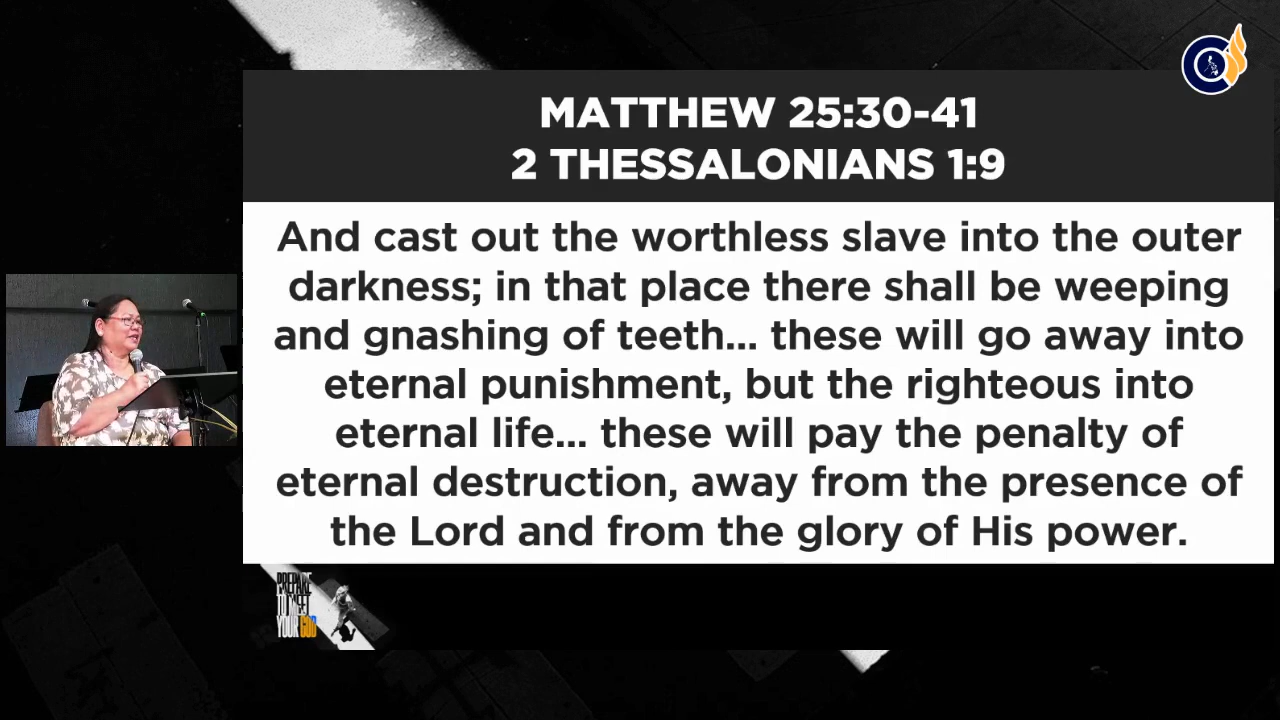 MATTHEW 25:30-41
2 THESSALONIANS 1:9
And cast out the worthless slave into the outer
darkness; in that place there shall be weeping
and gnashing of teeth... these will go away into
eternal punishment, but the righteous into
eternal life... these will pay the penalty of
eternal destruction, away from the presence of
the Lord and from the glory of His power.
PREPARE
TO MEET
YOUR GOD